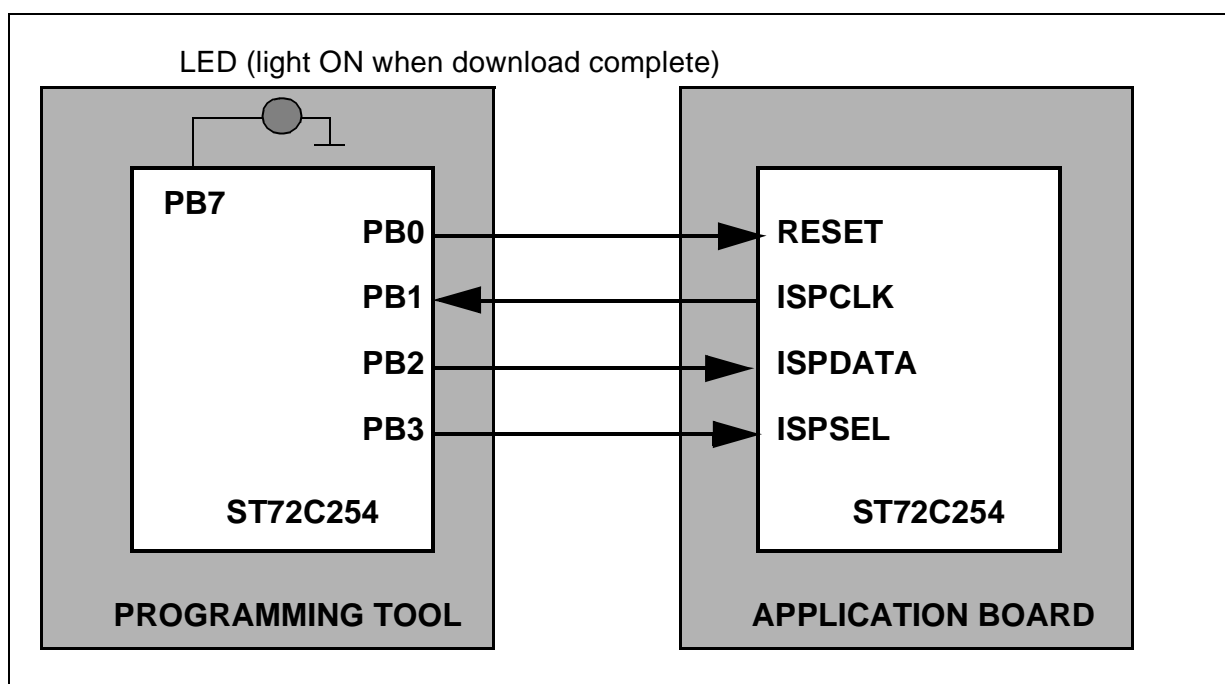 LED (light ON when download complete)
PB7
PB0
RESET
PB1
ISPCLK
PB2
ISPDATA
PB3
ISPSEL
ST72C254
ST72C254
PROGRAMMING TOOL
APPLICATION BOARD